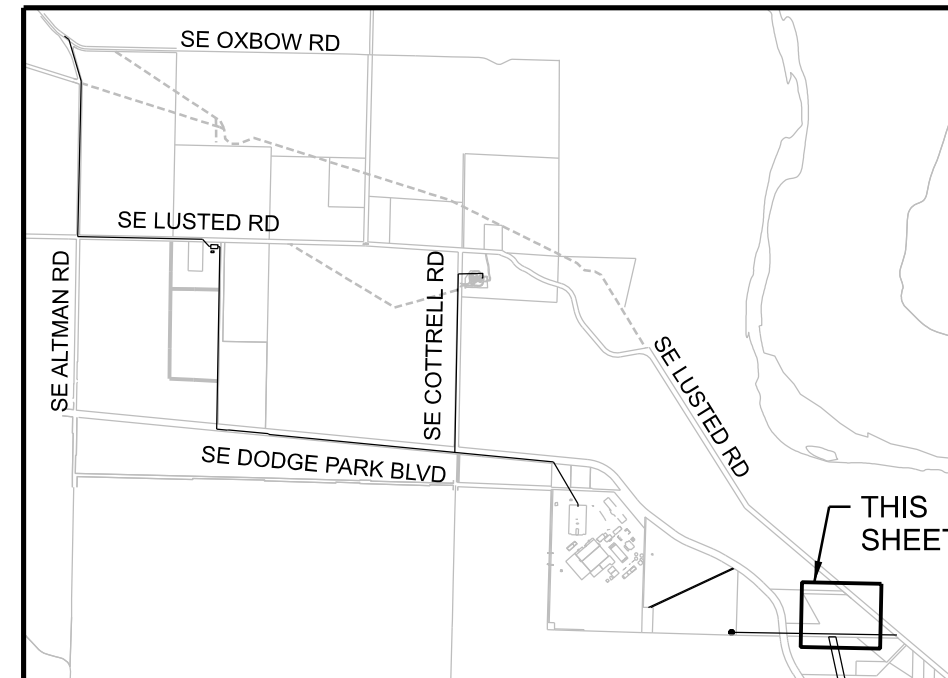 SE OXBOW RD
SE LUSTED RD
SE ALTMAN RD
SE COTTRELL RD
SE LUSTED RD
SE DODGE PARK BLVD
THIS
SHEET